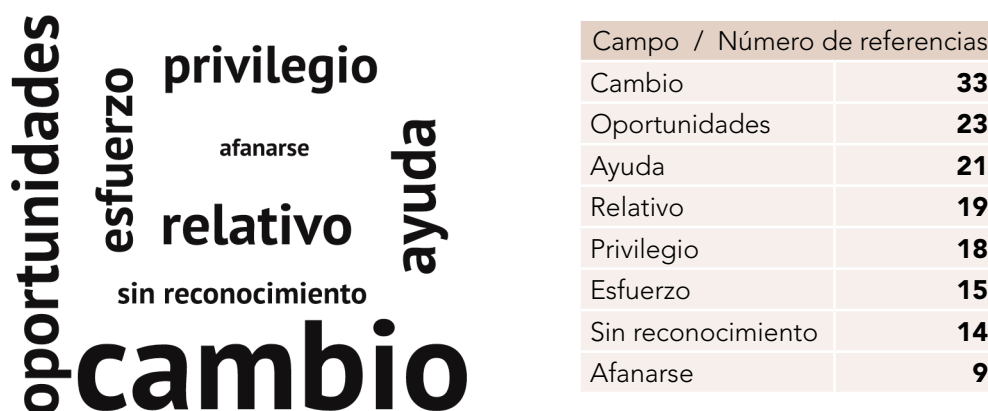 oportunidades
esfuerzo
privilegio
afanarse
relativo
ayuda
sin reconocimiento
cambio
Campo / Número de referencias
Cambio 33
Oportunidades 23
Ayuda 21
Relativo 19
Privilegio 18
Esfuerzo 15
Sin reconocimiento 14
Afanarse 9